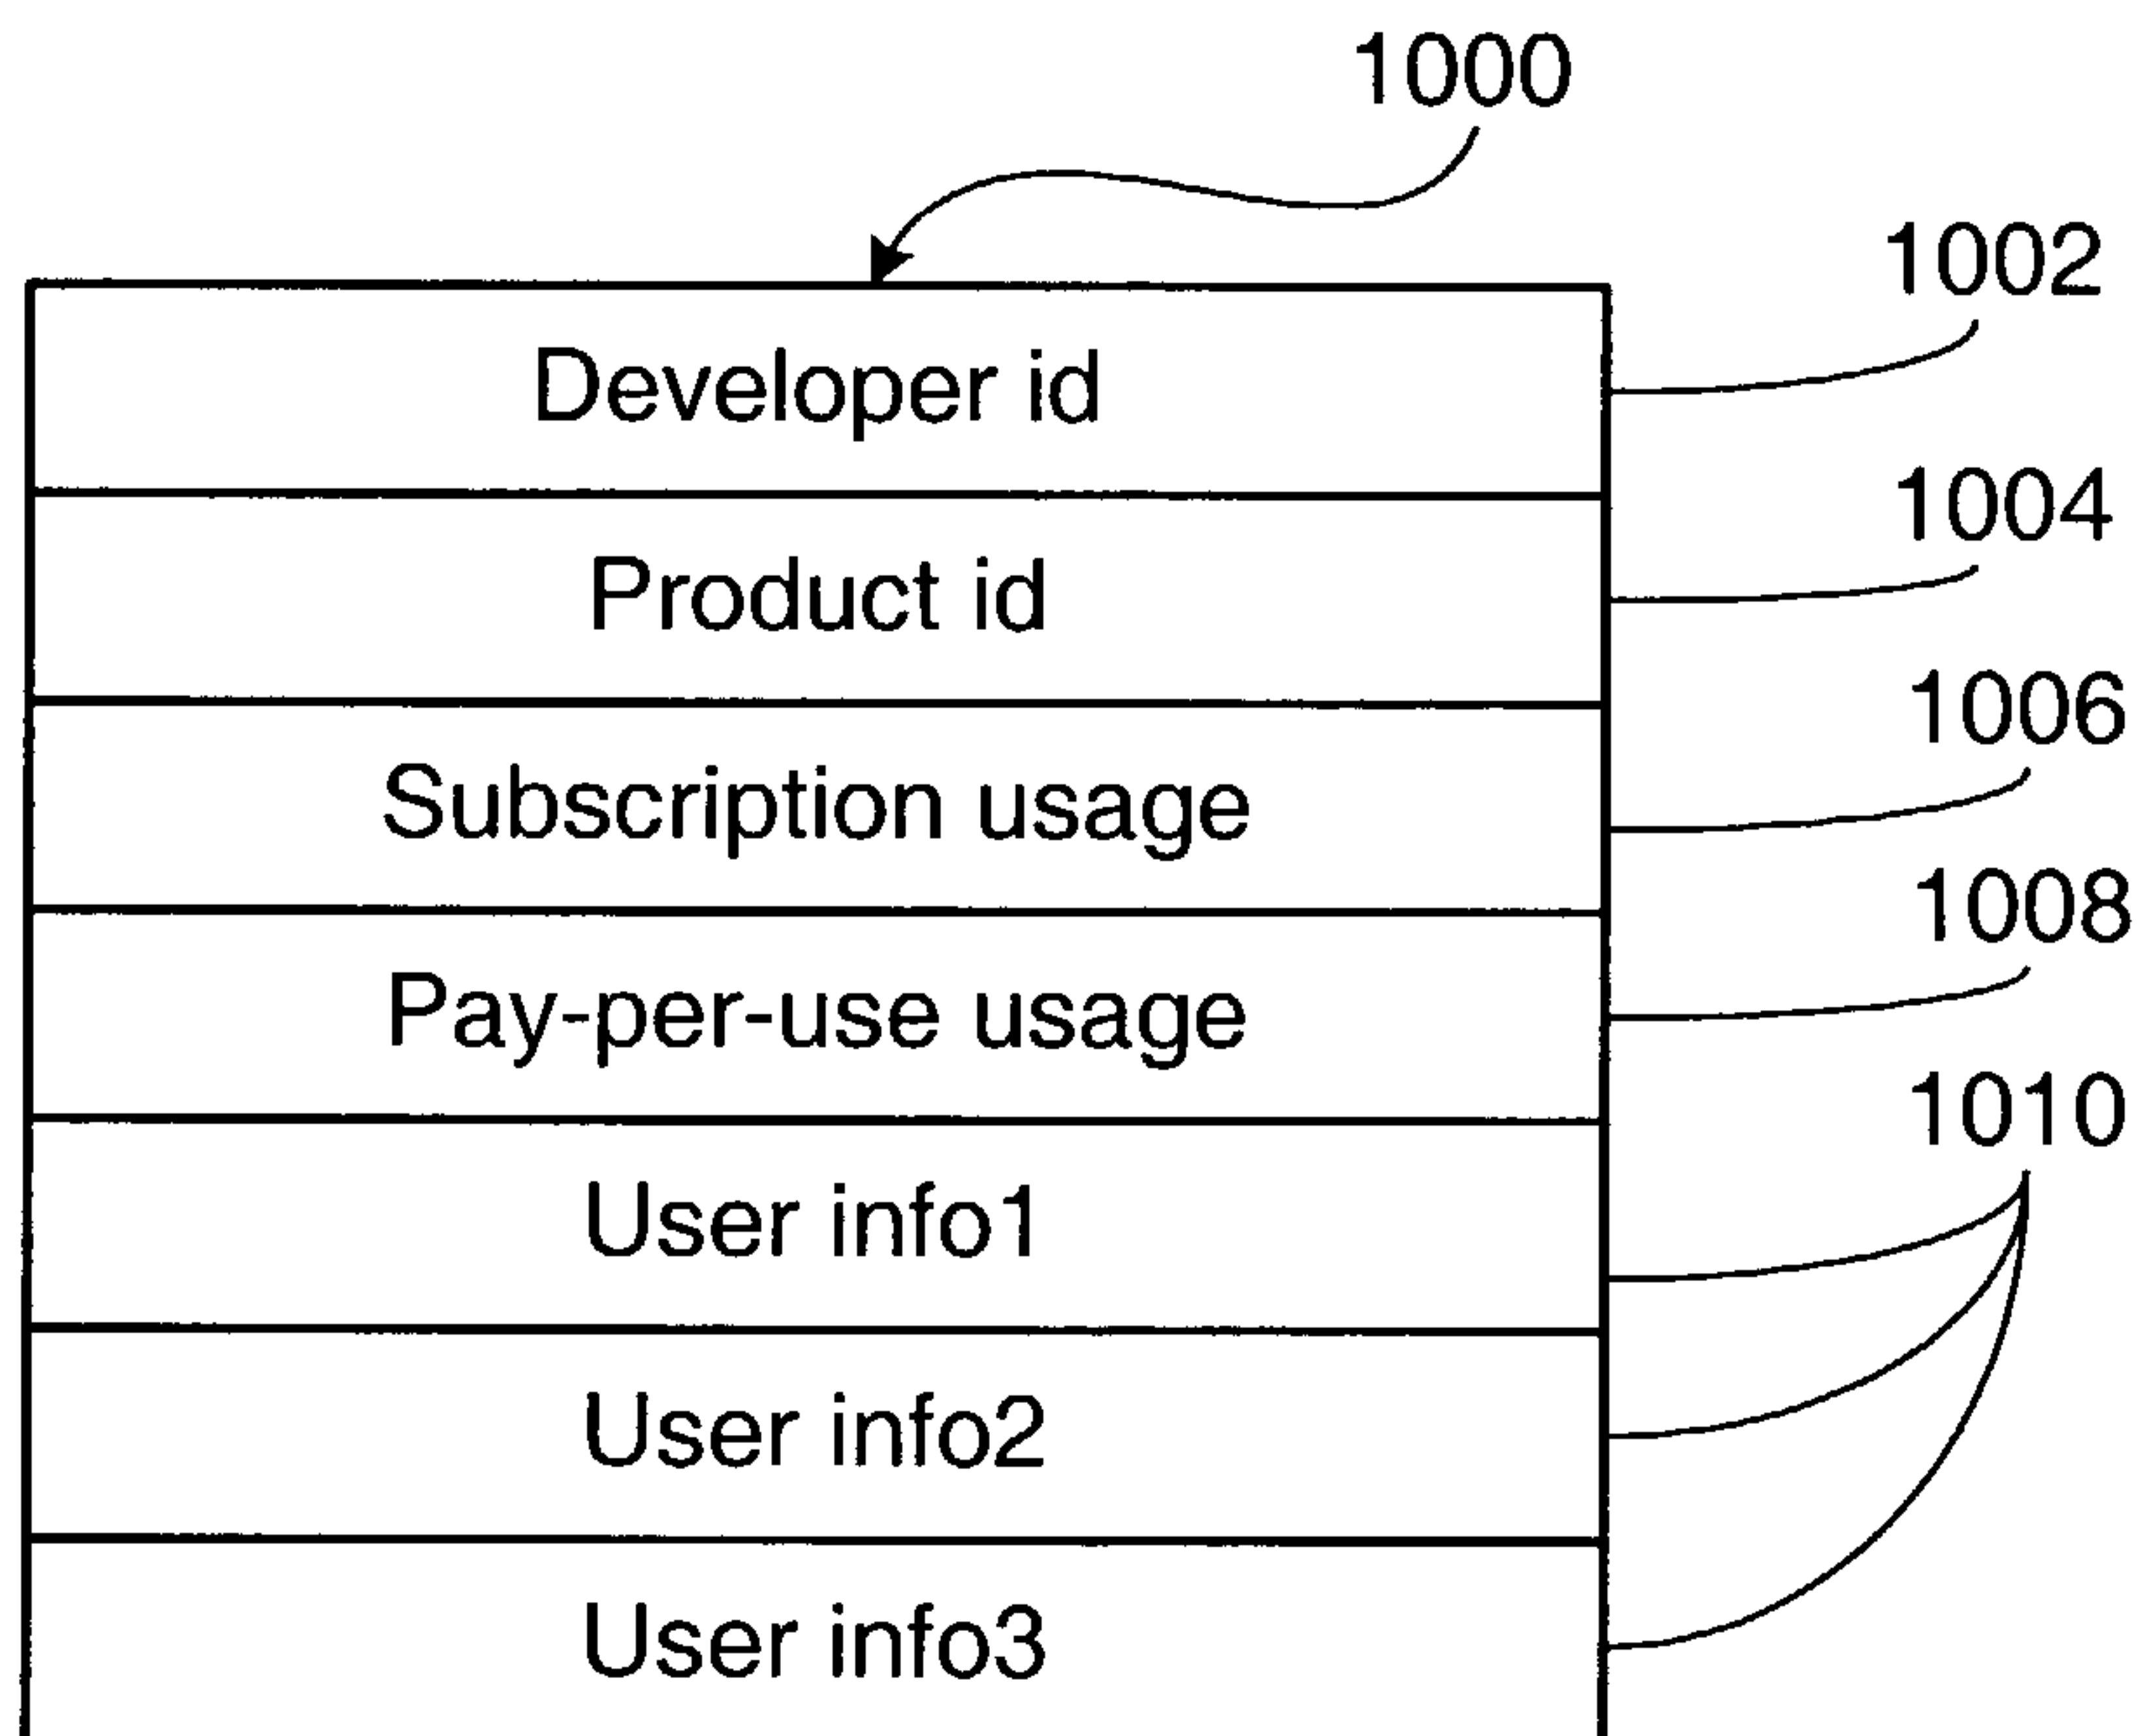 1000
1002
Developer id
1004
Product id
1006
Subscription usage
1008
Pay-per-use usage
1010
User info1
User info2
User info3